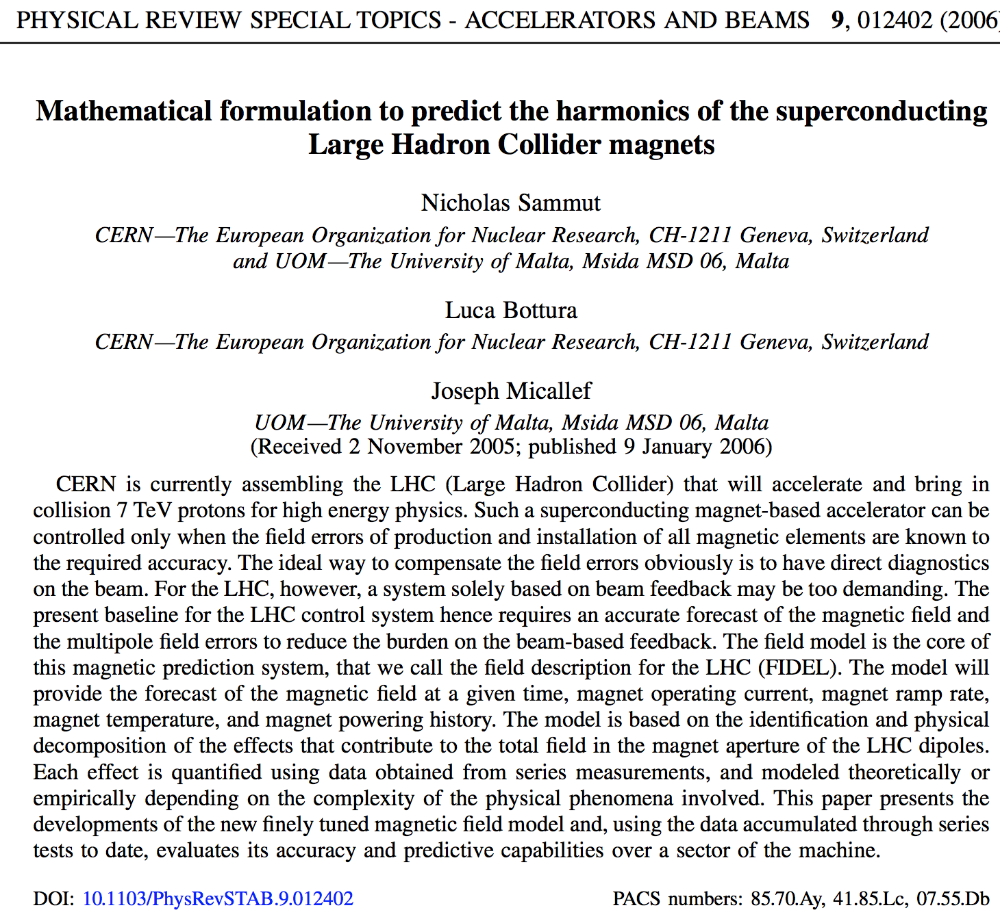 PHYSICAL REVIEW SPECIAL TOPICS - ACCELERATORS AND BEAMS 9, 012402 (2006)
Mathematical formulation to predict the harmonics of the superconducting
Large Hadron Collider magnets
Nicholas Sammut
CERN—The European Organization for Nuclear Research, CH-1211 Geneva, Switzerland
and UOM—The University of Malta, Msida MSD 06, Malta
Luca Bottura
CERN—The European Organization for Nuclear Research, CH-1211 Geneva, Switzerland
Joseph Micallef
UOM—The University of Malta, Msida MSD 06, Malta
(Received 2 November 2005; published 9 January 2006)
CERN is currently assembling the LHC (Large Hadron Collider) that will accelerate and bring in
collision 7 TeV protons for high energy physics. Such a superconducting magnet-based accelerator can be
controlled only when the field errors of production and installation of all magnetic elements are known to
the required accuracy. The ideal way to compensate the field errors obviously is to have direct diagnostics
on the beam. For the LHC, however, a system solely based on beam feedback may be too demanding. The
present baseline for the LHC control system hence requires an accurate forecast of the magnetic field and
the multipole field errors to reduce the burden on the beam-based feedback. The field model is the core of
this magnetic prediction system, that we call the field description for the LHC (FIDEL). The model will
provide the forecast of the magnetic field at a given time, magnet operating current, magnet ramp rate,
magnet temperature, and magnet powering history. The model is based on the identification and physical
decomposition of the effects that contribute to the total field in the magnet aperture of the LHC dipoles.
Each effect is quantified using data obtained from series measurements, and modeled theoretically or
empirically depending on the complexity of the physical phenomena involved. This paper presents the
developments of the new finely tuned magnetic field model and, using the data accumulated through series
tests to date, evaluates its accuracy and predictive capabilities over a sector of the machine.
DOI: 10.1103/PhysRevSTAB.9.012402 PACS numbers: 85.70.Ay, 41.85.Lc, 07.55.Db